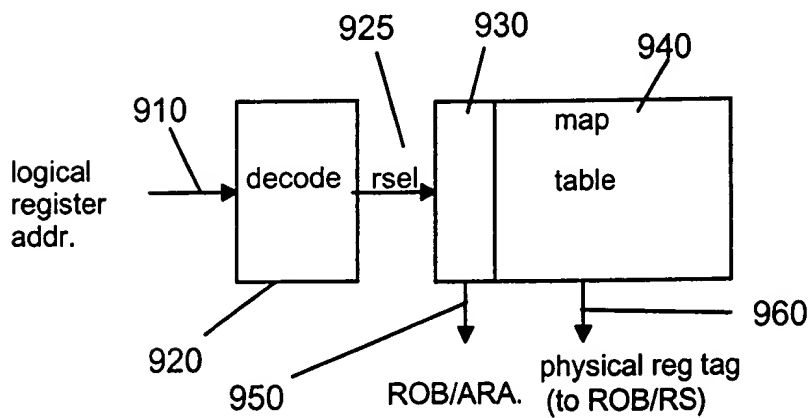 925
930
940
910
map
logical
register
addr.
decode
rsel
table
920
950
960
ROB/ARA.
physical reg tag
(to ROB/RS)